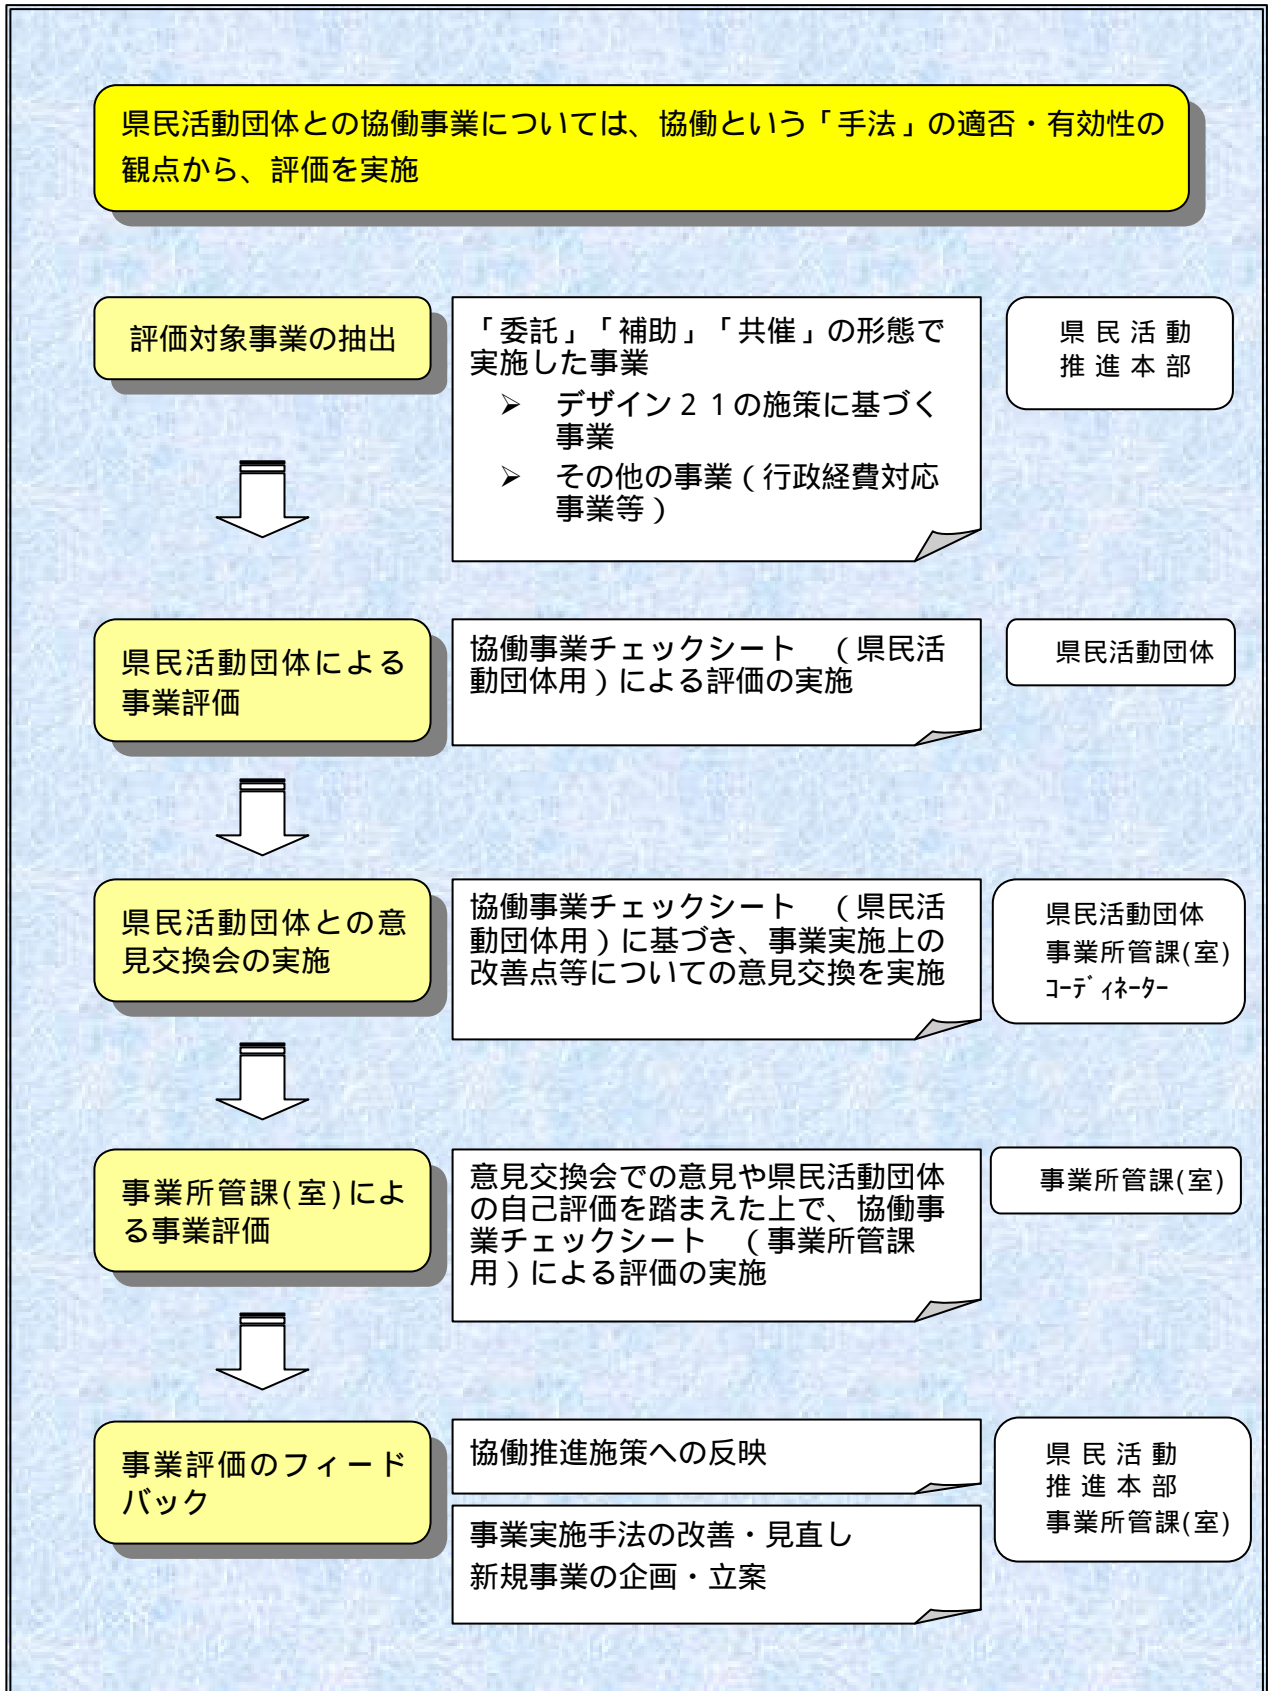 県民活動団体との協働事業については、協働という「手法」の適否・有効性の
観点から、評価を実施
評価対象事業の抽出
「委託」「補助」「共催」の形態で
実施した事業
➢ デザイン21の施策に基づく
事業
➢ その他の事業(行政経費対応
事業等)
県民活動
推進本部
県民活動団体による
事業評価
協働事業チェックシート (県民活
動団体用)による評価の実施
県民活動団体
県民活動団体との意
見交換会の実施
協働事業チェックシート (県民活
動団体用)に基づき、事業実施上の
改善点等についての意見交換を実施
県民活動団体
事業所管課(室)
ｺｰﾃﾞｨﾈｰﾀｰ
事業所管課(室)によ
る事業評価
意見交換会での意見や県民活動団体
の自己評価を踏まえた上で、協働事
業チェックシート (事業所管課
用)による評価の実施
事業所管課(室)
事業評価のフィード
バック
協働推進施策への反映
事業実施手法の改善・見直し
新規事業の企画・立案
県民活動
推進本部
事業所管課(室)